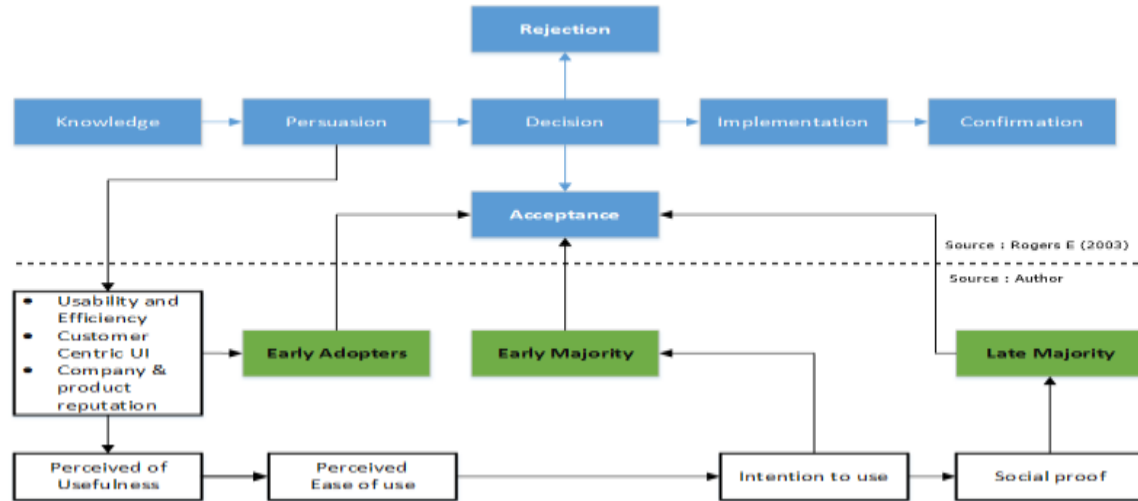 Rejection
Knowledge
Persuasion
Decision
Implementation
Confirmation
Acceptance
Source : Rogers E (2003)
Source : Author
• Usability and
Efficiency
• Customer
Centric UI
• Company &
product
reputation
Early Adopters
Early Majority
Late Majority
Perceived of
Usefulness
Perceived
Ease of use
Intention to use
Social proof